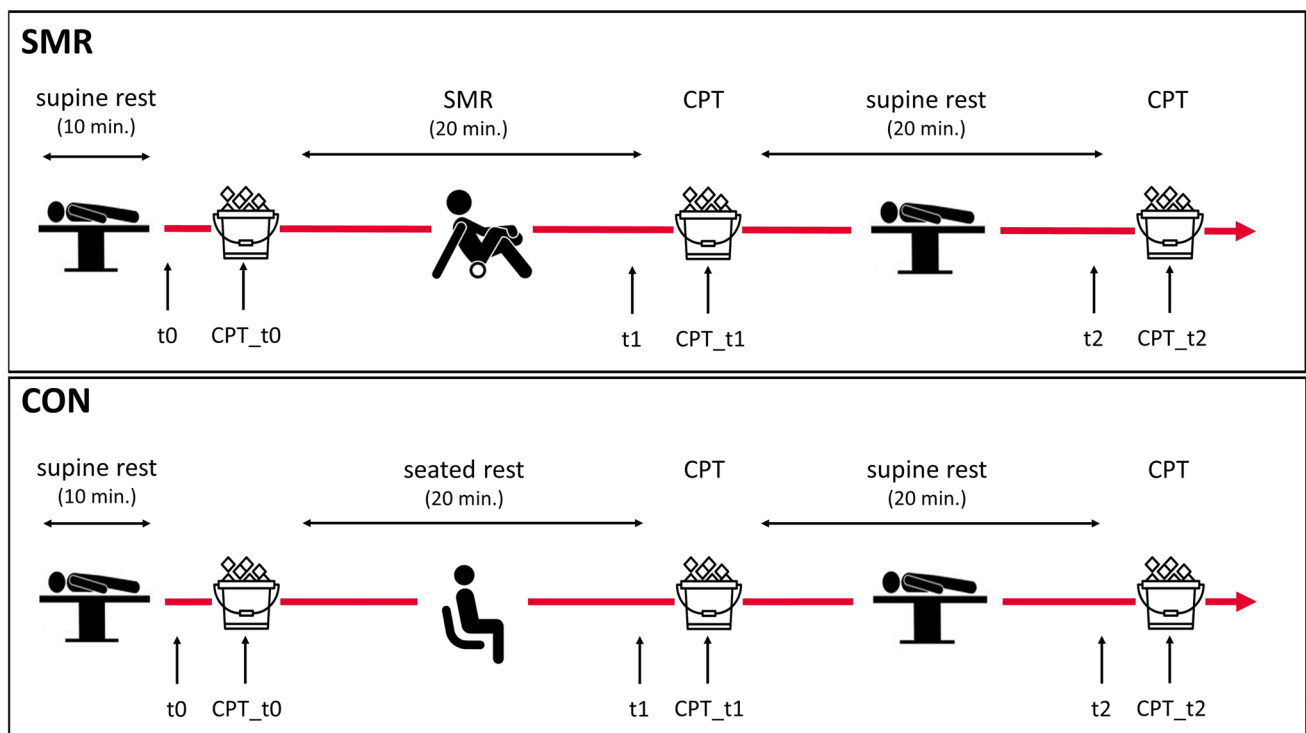 SMR
supine rest
(10 min.)
SMR
(20 min.)
CPT
supine rest
(20 min.)
CPT
t0
CPT_t0
t1
CPT_t1
t2
CPT_t2
CON
supine rest
(10 min.)
seated rest
(20 min.)
CPT
supine rest
(20 min.)
CPT
t0
CPT_t0
t1
CPT_t1
t2
CPT_t2